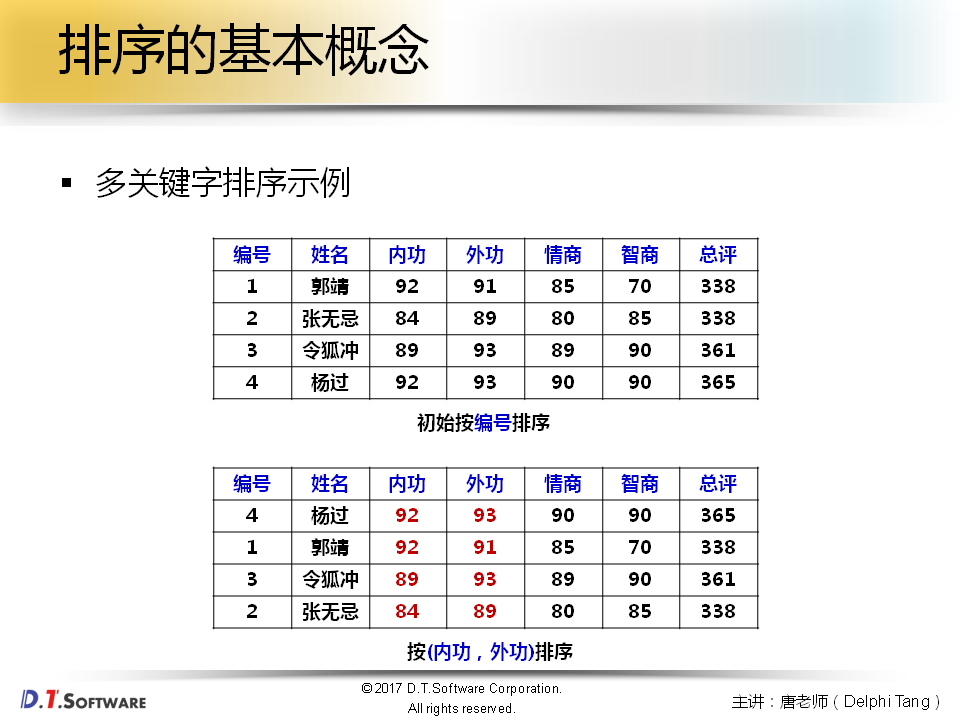 排序的基本概念
▪ 多关键字排序示例
编号 姓名 内功 外功 情商 智商 总评
1 郭靖 92 91 85 70 338
2 张无忌 84 89 80 85 338
3 令狐冲 89 93 89 90 361
4 杨过 92 93 90 90 365
初始按编号排序
编号 姓名 内功 外功 情商 智商 总评
4 杨过 92 93 90 90 365
1 郭靖 92 91 85 70 338
3 令狐冲 89 93 89 90 361
2 张无忌 84 89 80 85 338
按(内功，外功)排序
D.T.SOFTWARE
©2017 D.T.Software Corporation.
All rights reserved.
主讲：唐老师（Delphi Tang）